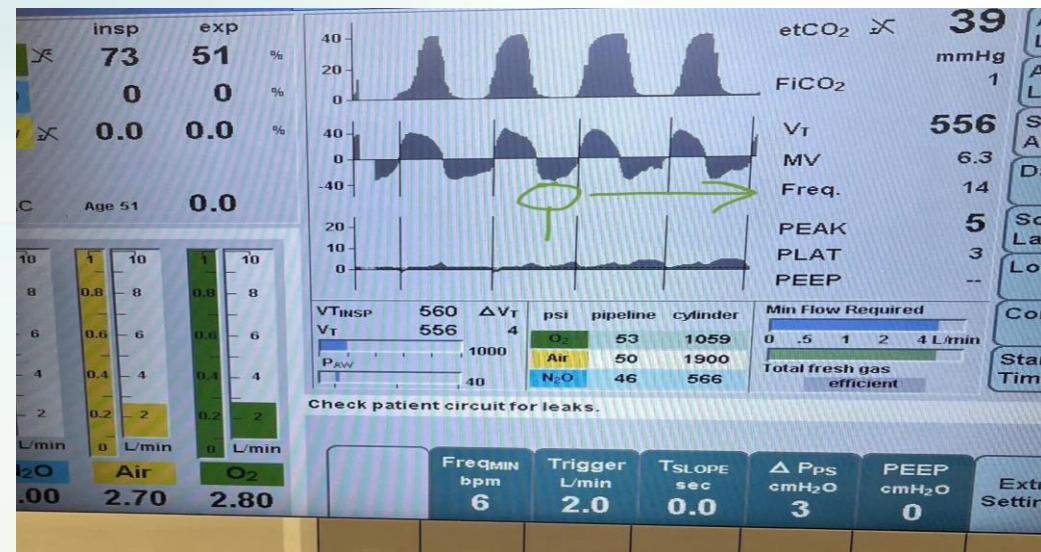 insp exp
73 51 %
0 0 %
0.0 0.0 %
C Age 51 0.0
10 1 10 1 10
8 0.8 8 0.8 8
6 0.6 6 0.6 6
4 0.4 4 0.4 4
2 0.2 2 0.2 2
L/min 0 L/min 0 L/min
N2O Air O2
.00 2.70 2.80
40
20
0
40
0
-40
20
10
0
etCO2 39
mmHg
FiCO2 1
VT 556
MV 6.3
Freq. 14
PEAK 5
PLAT 3
PEEP --
VTINSP 560 ΔVT
VT 556 4
1000
PAW
40
psi pipeline cylinder
O2 53 1059
Air 50 1900
N2O 46 566
Min Flow Required
0 .5 1 2 4 L/min
Total fresh gas
efficient
Check patient circuit for leaks.
FreqMIN
bpm
6
Trigger
L/min
2.0
TSLOPE
sec
0.0
Δ PPS
cmH2O
3
PEEP
cmH2O
0